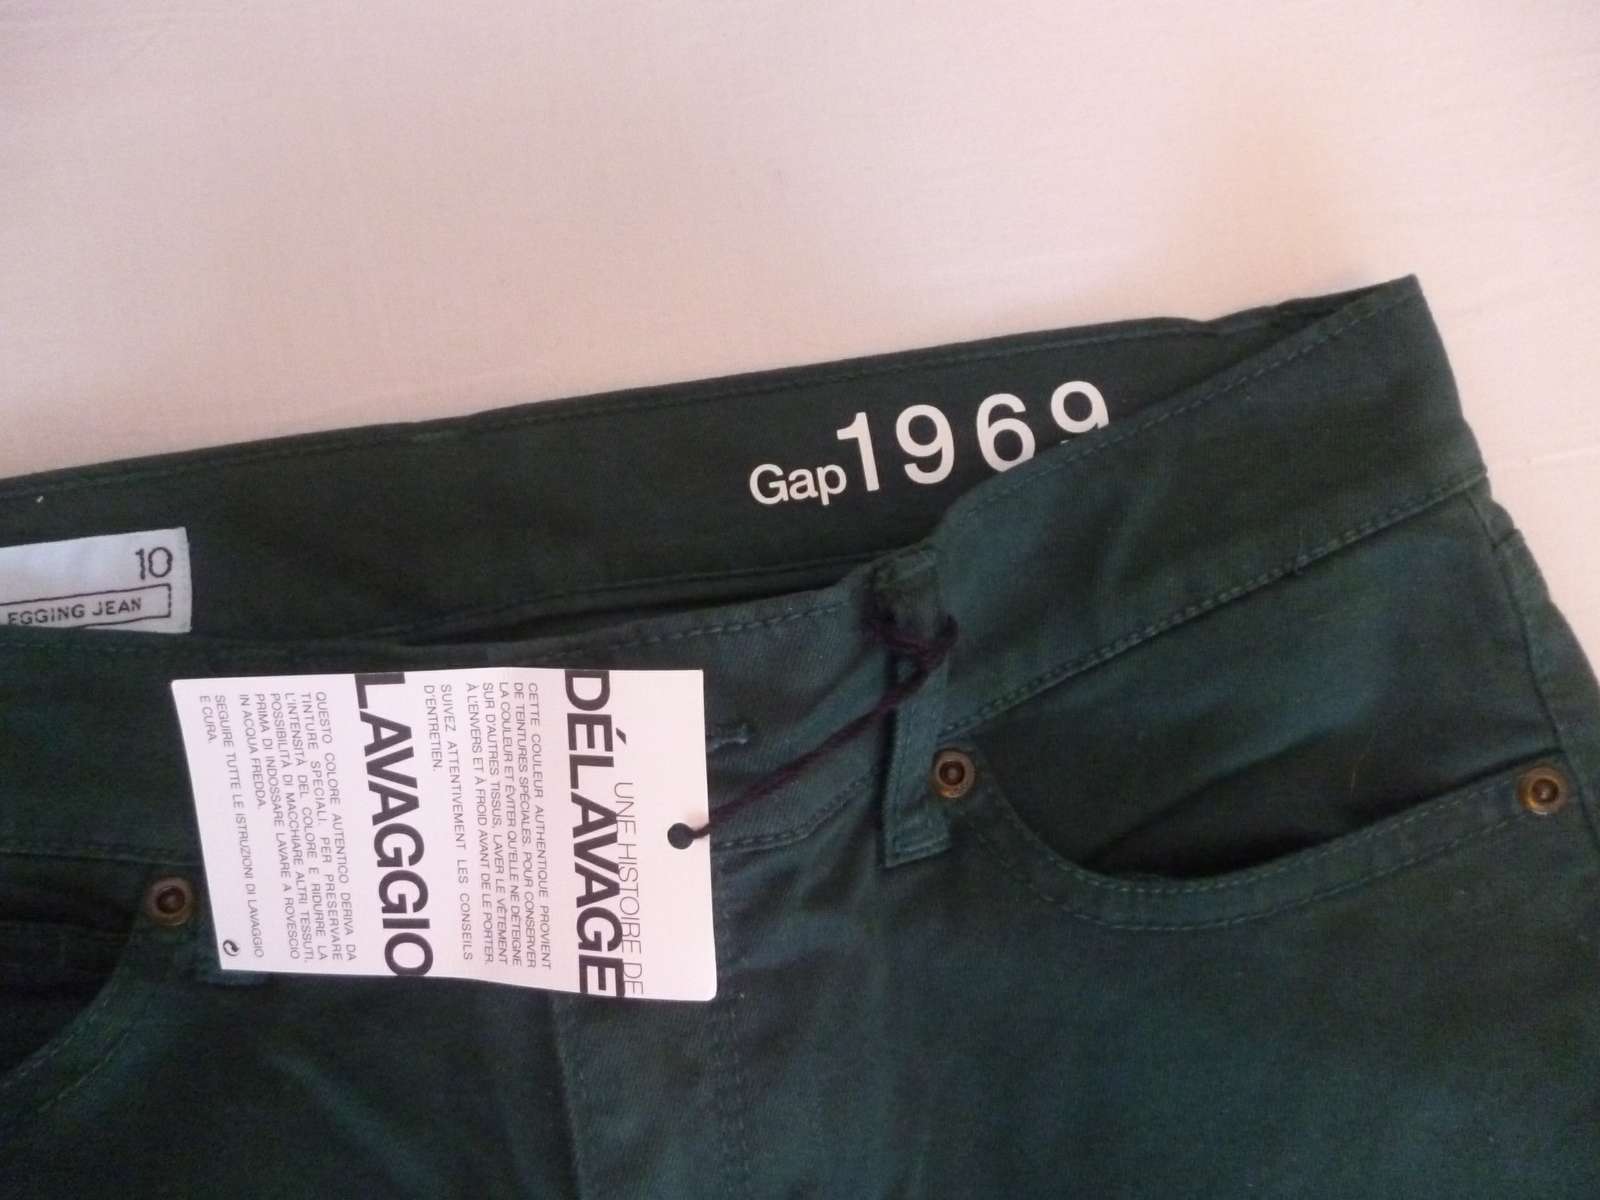 Gap 1969
10
EGGING JEAN
UNE HISTOIRE DE
DÉLAVAGE
CETTE COULEUR AUTHENTIQUE PROVIENT
DE TEINTURES SPÉCIALES. POUR CONSERVER
LA COULEUR ET ÉVITER QU'ELLE NE DÉTEIGNE
SUR D'AUTRES TISSUS, LAVER LE VÊTEMENT
À L'ENVERS ET À FROID AVANT DE LE PORTER.
SUIVEZ ATTENTIVEMENT LES CONSEILS
D'ENTRETIEN.
LAVAGGIO
QUESTO COLORE AUTENTICO DERIVA DA
TINTURE SPECIALI. PER PRESERVARE
L'INTENSITÀ DEL COLORE E RIDURRE LA
POSSIBILITÀ DI MACCHIARE ALTRI TESSUTI,
PRIMA DI INDOSSARE LAVARE A ROVESCIO
IN ACQUA FREDDA.
SEGUIRE TUTTE LE ISTRUZIONI DI LAVAGGIO
E CURA.